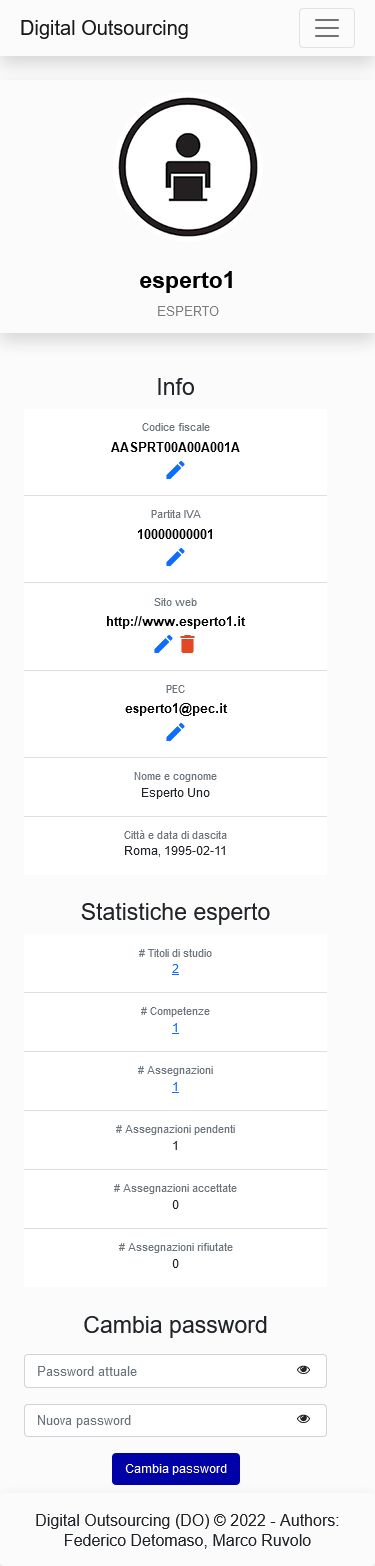 Digital Outsourcing
esperto1
ESPERTO
Info
Codice fiscale
AASPRT00A00A001A
Partita IVA
10000000001
Sito web
http://www.esperto1.it
PEC
esperto1@pec.it
Nome e cognome
Esperto Uno
Città e data di dascita
Roma, 1995-02-11
Statistiche esperto
# Titoli di studio
2
# Competenze
1
# Assegnazioni
1
# Assegnazioni pendenti
1
# Assegnazioni accettate
0
# Assegnazioni rifiutate
0
Cambia password
Password attuale
Nuova password
Cambia password
Digital Outsourcing (DO) © 2022 - Authors:
Federico Detomaso, Marco Ruvolo